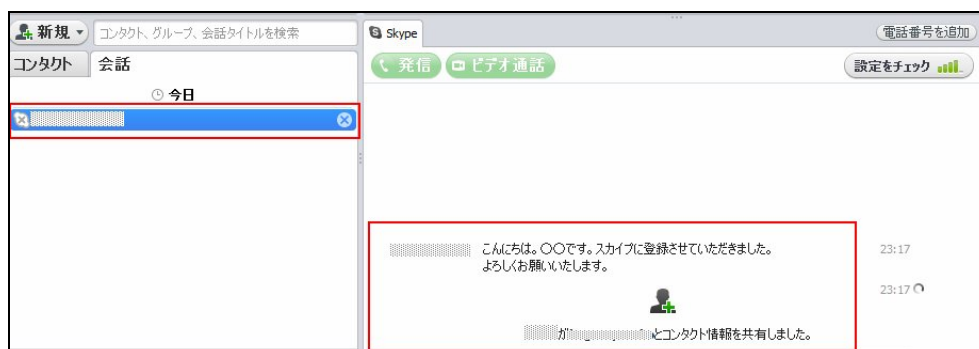 新規
コンタクト、グループ、会話タイトルを検索
Skype
電話番号を追加
コンタクト
会話
発信
ビデオ通話
設定をチェック
今日
こんにちは。〇〇です。スカイプに登録させていただきました。
よろしくお願いいたします。
23:17
23:17
が
とコンタクト情報を共有しました。